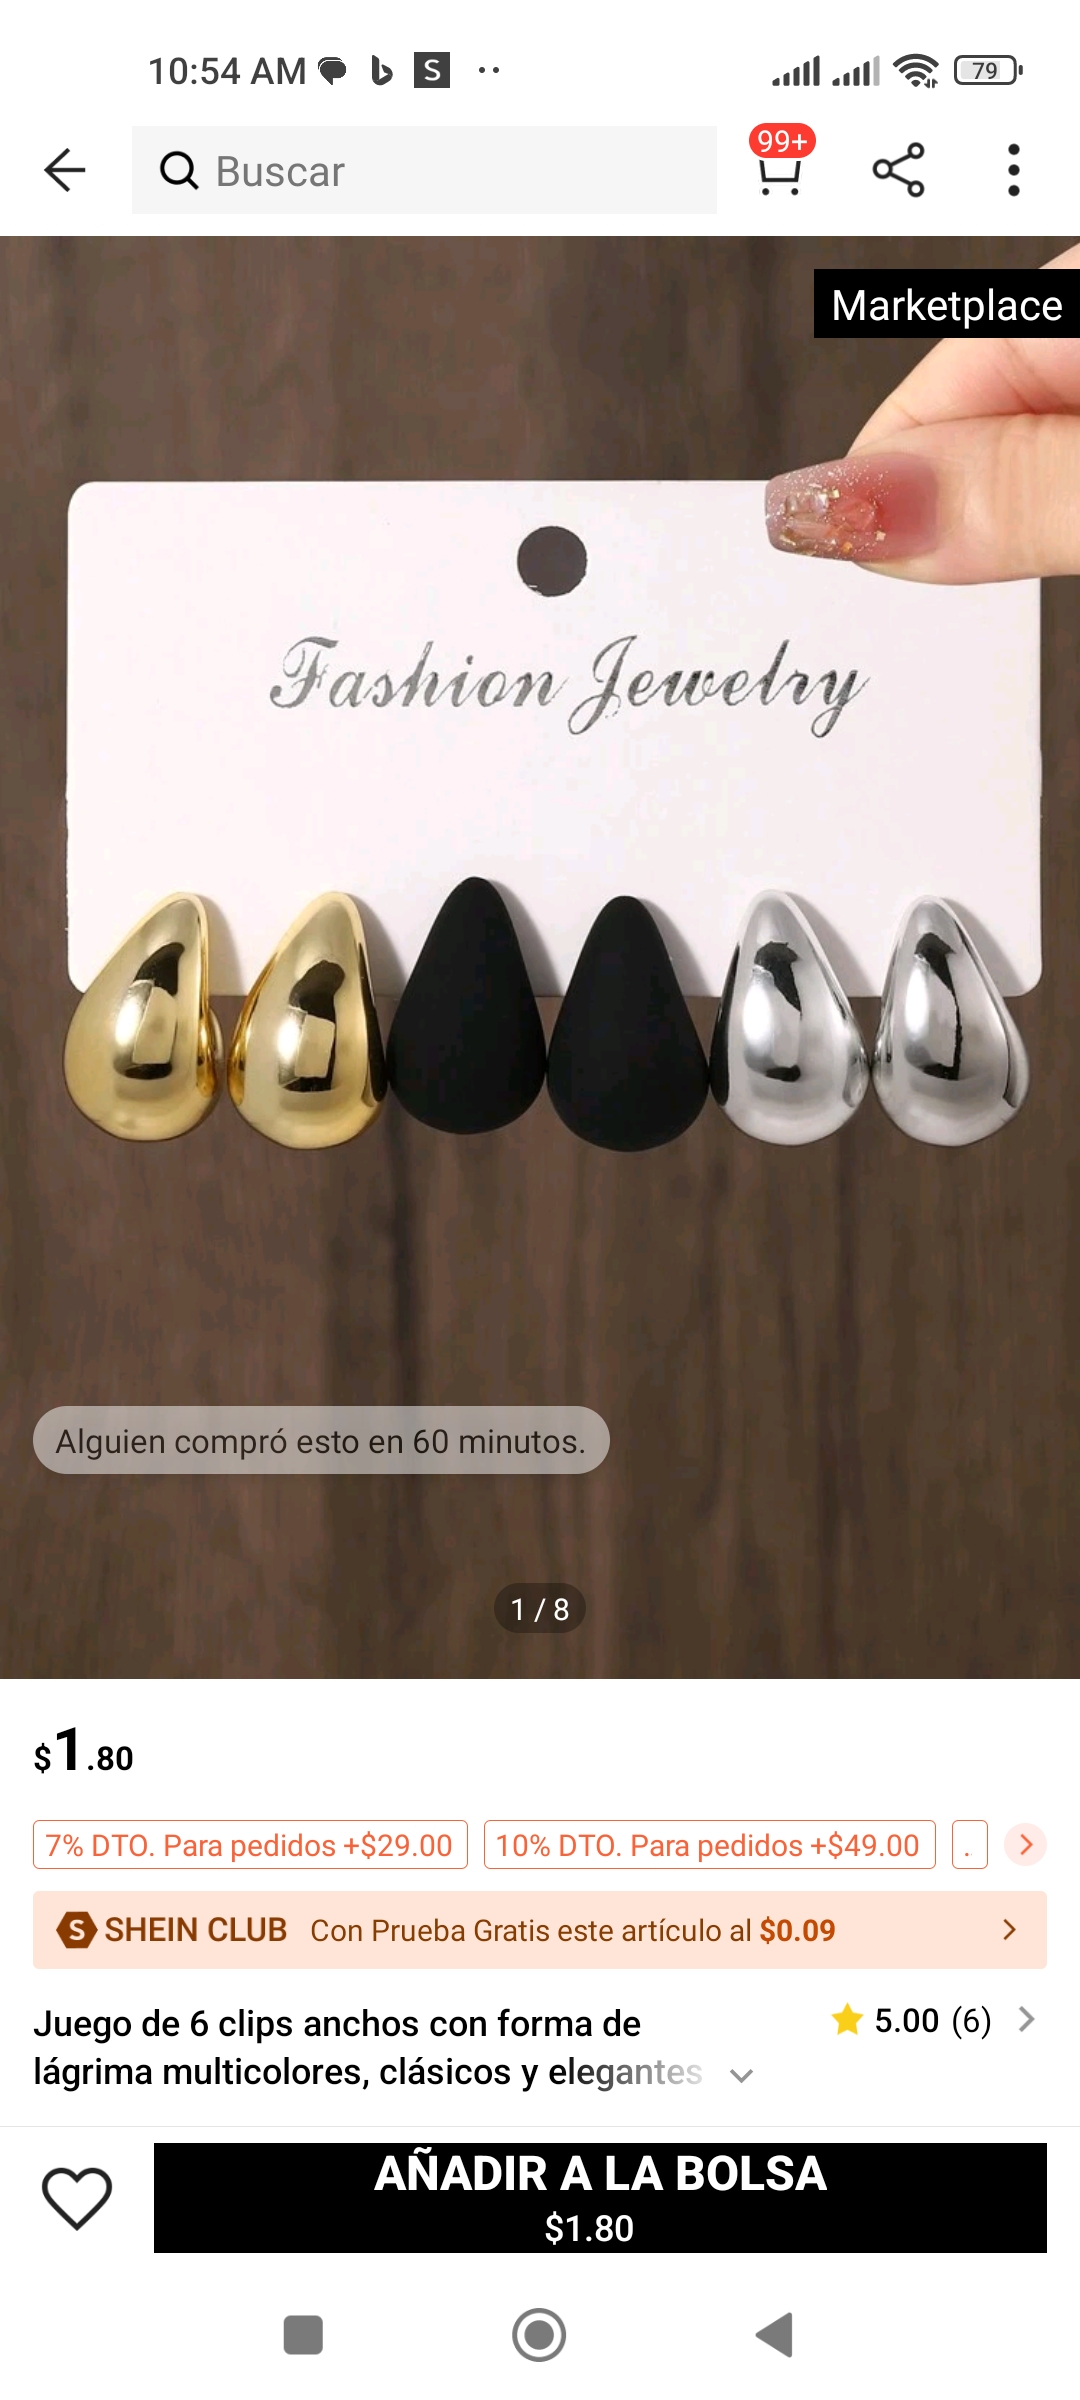 10:54 AM
79
Buscar
99+
Marketplace
Fashion Jewelry
Alguien compró esto en 60 minutos.
1 / 8
$1.80
7% DTO. Para pedidos +$29.00
10% DTO. Para pedidos +$49.00
S SHEIN CLUB Con Prueba Gratis este artículo al $0.09
Juego de 6 clips anchos con forma de
lágrima multicolores, clásicos y elegantes
5.00 (6)
AÑADIR A LA BOLSA
$1.80